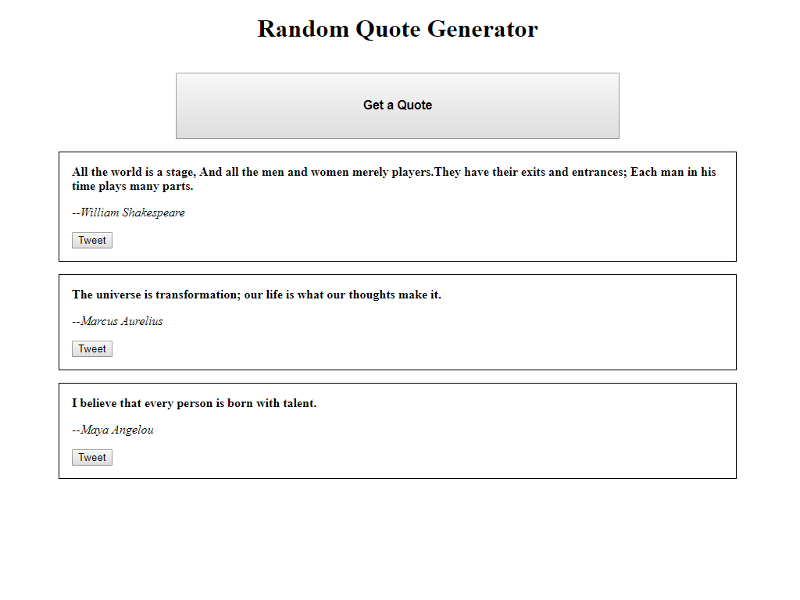 Random Quote Generator
Get a Quote
All the world is a stage, And all the men and women merely players.They have their exits and entrances; Each man in his
time plays many parts.
--William Shakespeare
Tweet
The universe is transformation; our life is what our thoughts make it.
--Marcus Aurelius
Tweet
I believe that every person is born with talent.
--Maya Angelou
Tweet